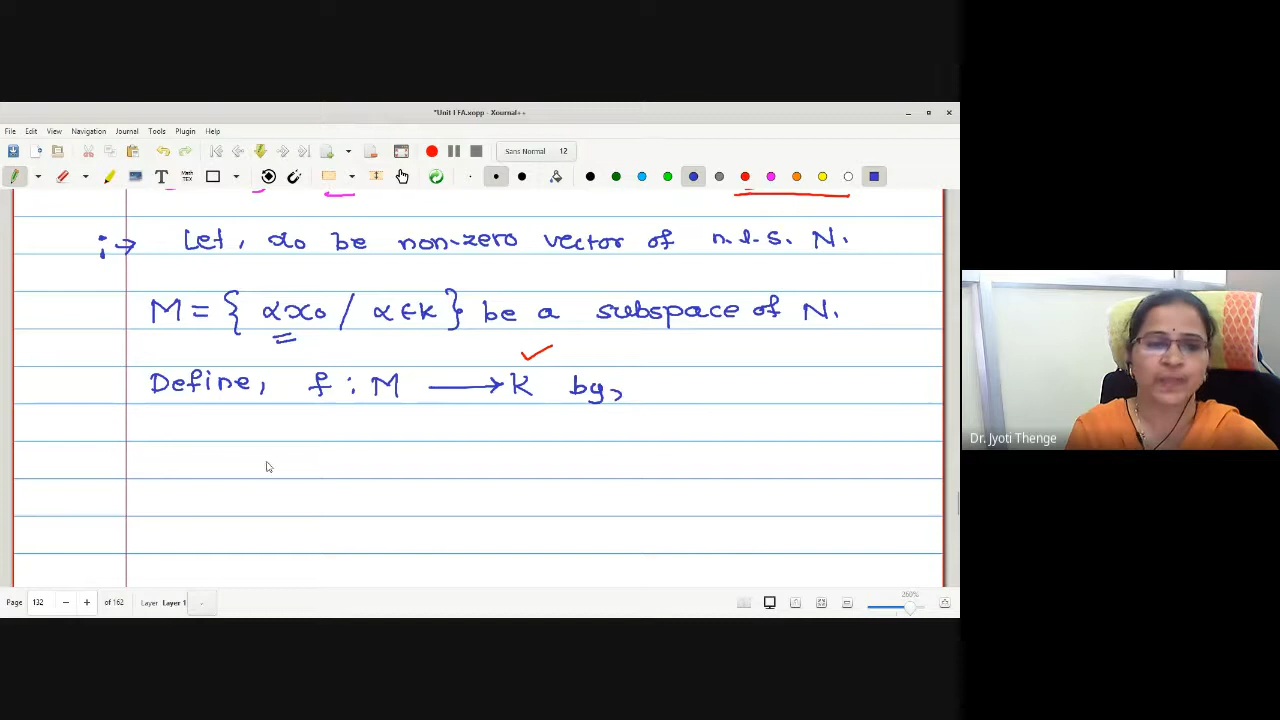 *Unit I FA.xopp - Xournal++
File Edit View Navigation Journal Tools Plugin Help
Sans Normal 12
:→ Let, x₀ be non-zero vector of n.l.s. N.
M = { αx₀ / α ∈ K } be a subspace of N.
Define, f : M ⟶ K by,
Dr. Jyoti Thenge
Page 132 − + of 162 Layer Layer 1
260%